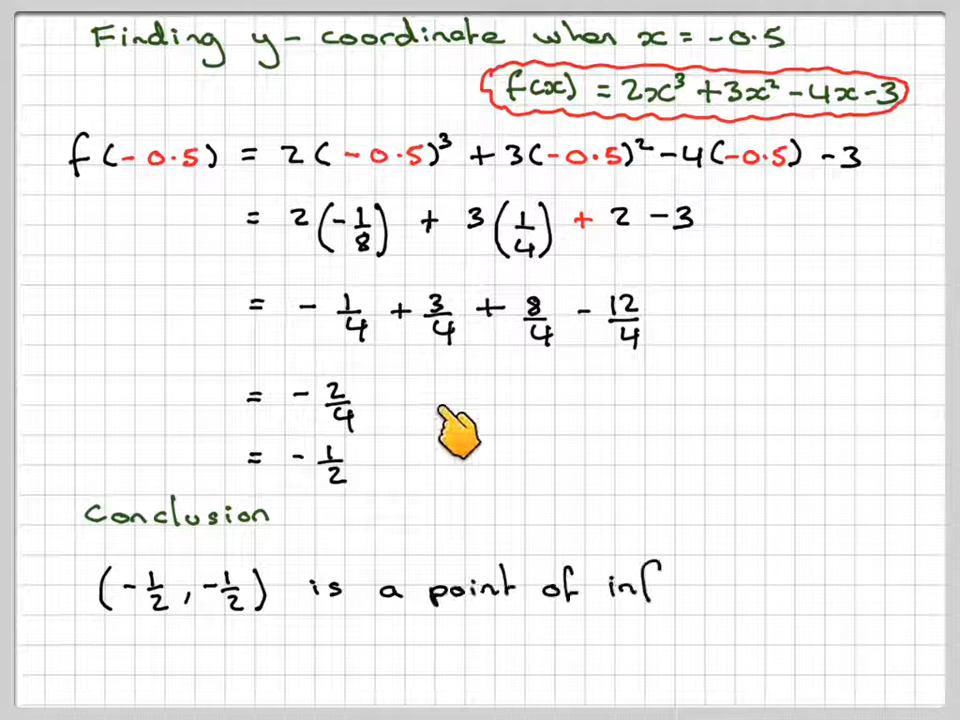 Finding y-coordinate when x = -0.5
f(x) = 2x³ + 3x² - 4x - 3
f(-0.5) = 2(-0.5)³ + 3(-0.5)² - 4(-0.5) - 3
= 2(-1/8) + 3(1/4) + 2 - 3
= - 1/4 + 3/4 + 8/4 - 12/4
= - 2/4
= - 1/2
Conclusion
(-1/2, -1/2) is a point of inf